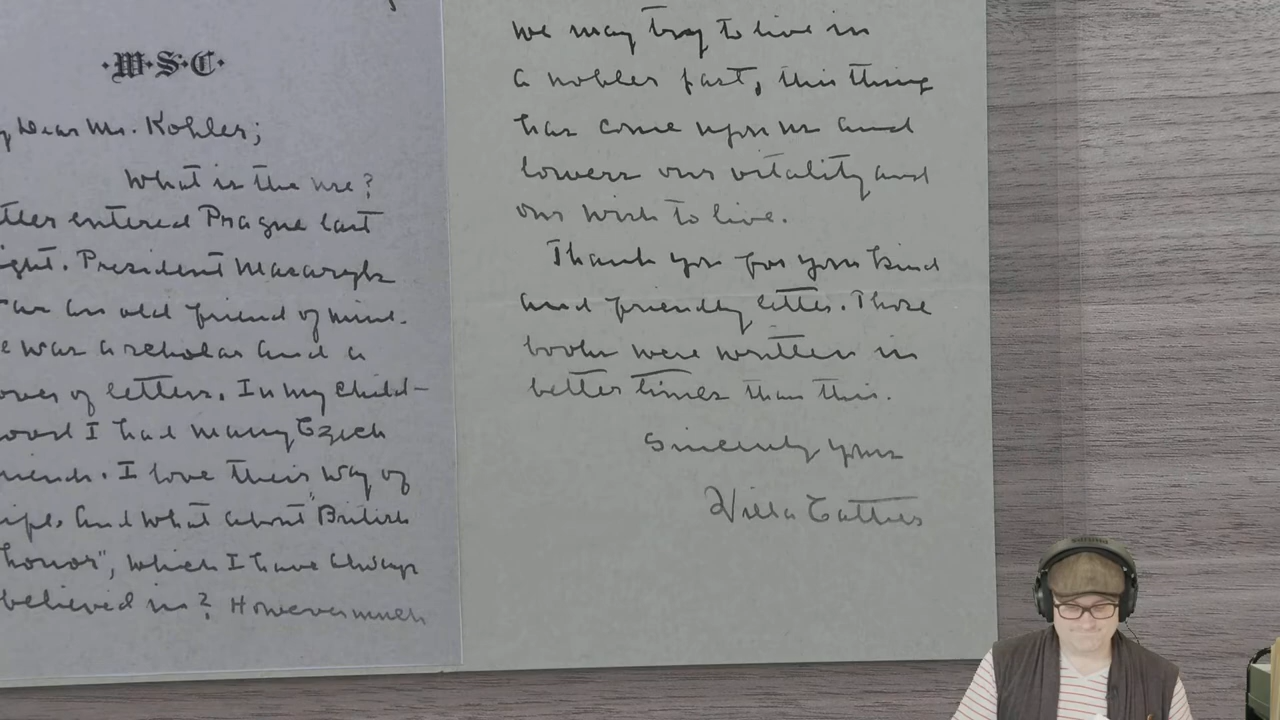 ·W·S·C·
y Dear Mr. Kohler;
What is the use?
tler entered Prague last
ight. President Masaryk
was an old friend of mine.
e was a scholar and a
over of letters. In my child-
hood I had many Czech
riends. I love their way of
life. And what about "British
honor", which I have always
believed in? However much
we may try to live in
a nobler past, this thing
has come upon us and
lowers our vitality and
our wish to live.
Thank you for your kind
and friendly letter. Those
books were written in
better times than this.
Sincerely yours
Willa Cather